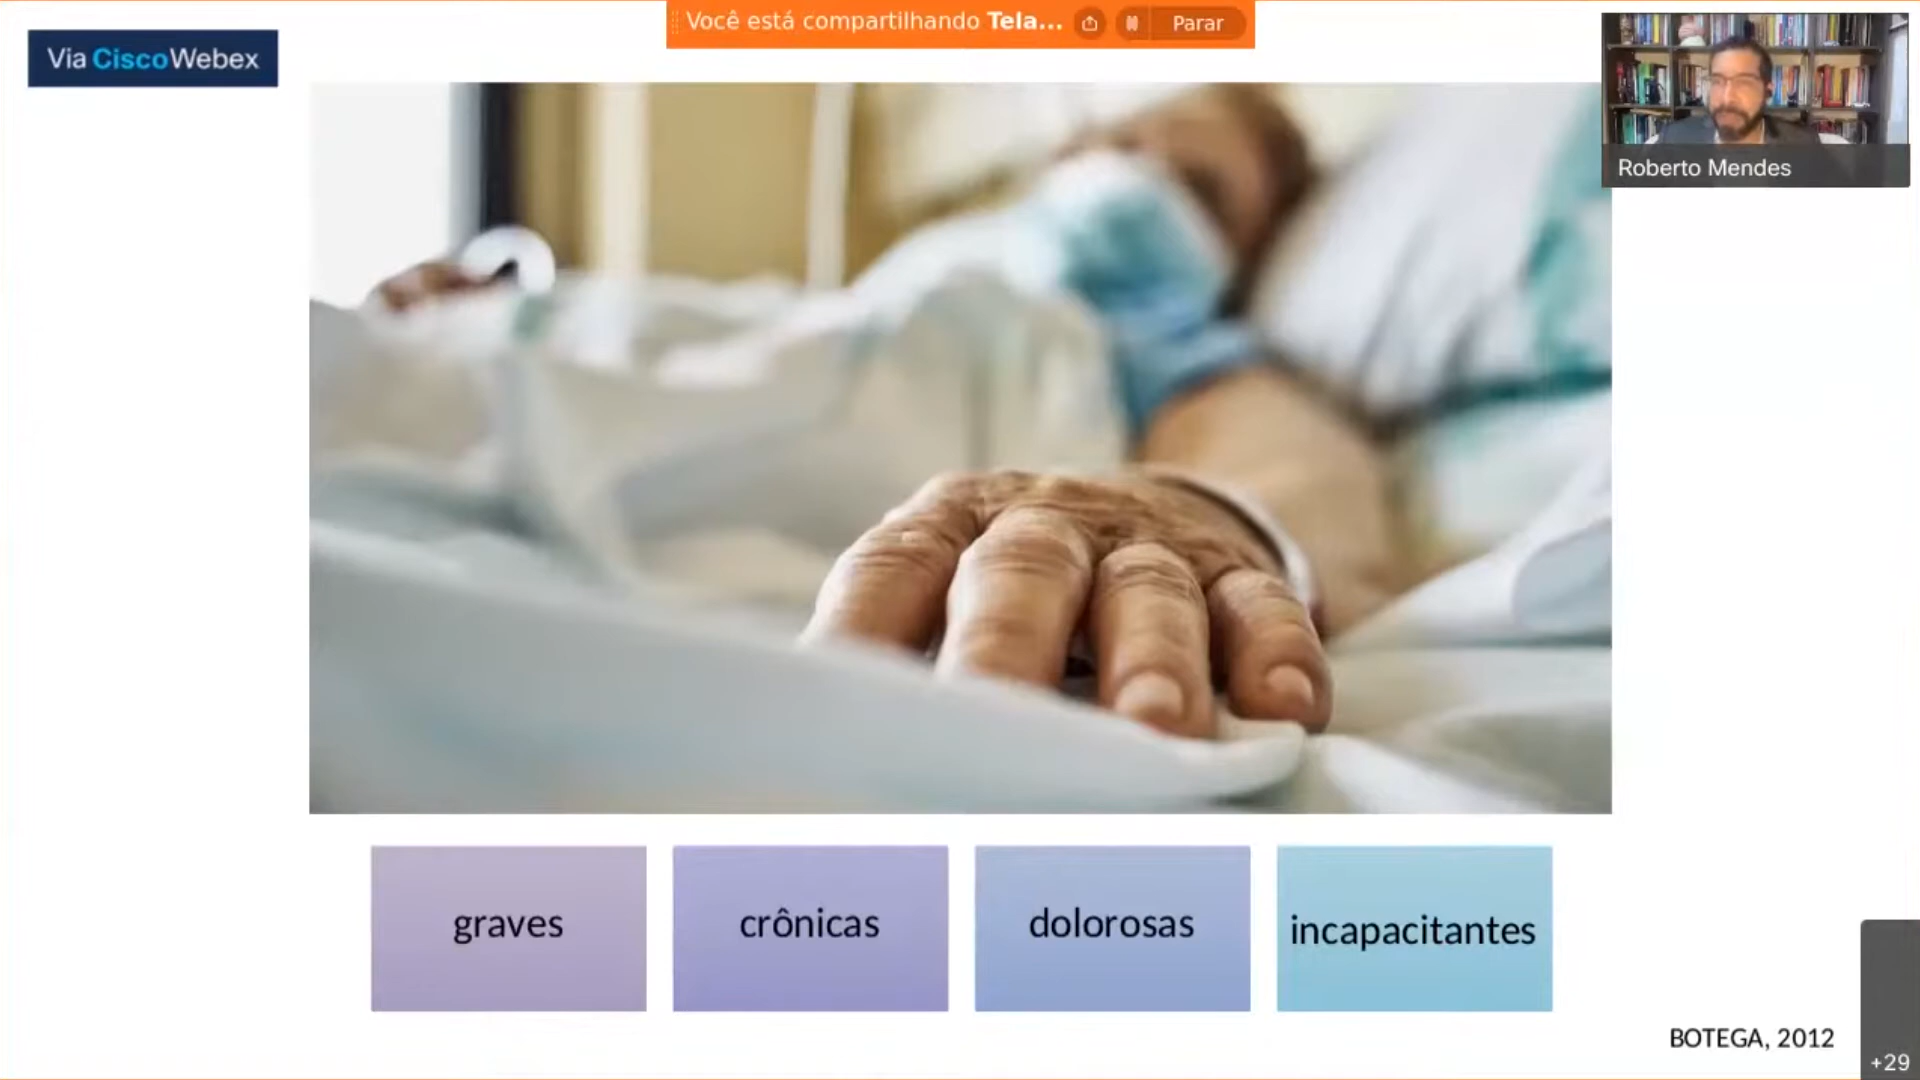 Você está compartilhando Tela...
Parar
Via CiscoWebex
Roberto Mendes
graves
crônicas
dolorosas
incapacitantes
BOTEGA, 2012
+29